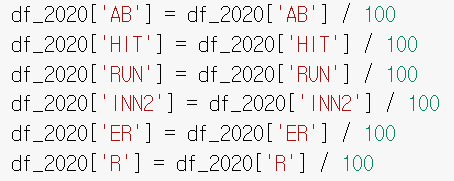 df_2020['AB'] = df_2020['AB'] / 100
df_2020['HIT'] = df_2020['HIT'] / 100
df_2020['RUN'] = df_2020['RUN'] / 100
df_2020['INN2'] = df_2020['INN2'] / 100
df_2020['ER'] = df_2020['ER'] / 100
df_2020['R'] = df_2020['R'] / 100